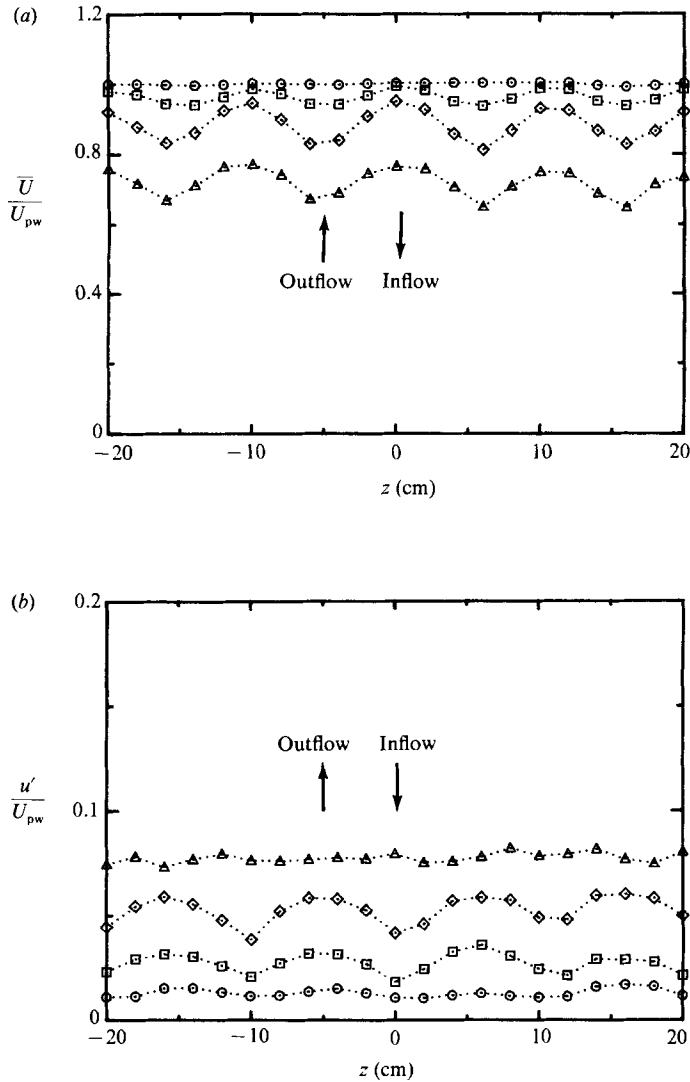 (a)
1.2
0.8
0.4
0
U̅
U_pw
Outflow
Inflow
−20
−10
0
10
20
z (cm)
(b)
0.2
0.1
0
u′
U_pw
Outflow
Inflow
−20
−10
0
10
20
z (cm)